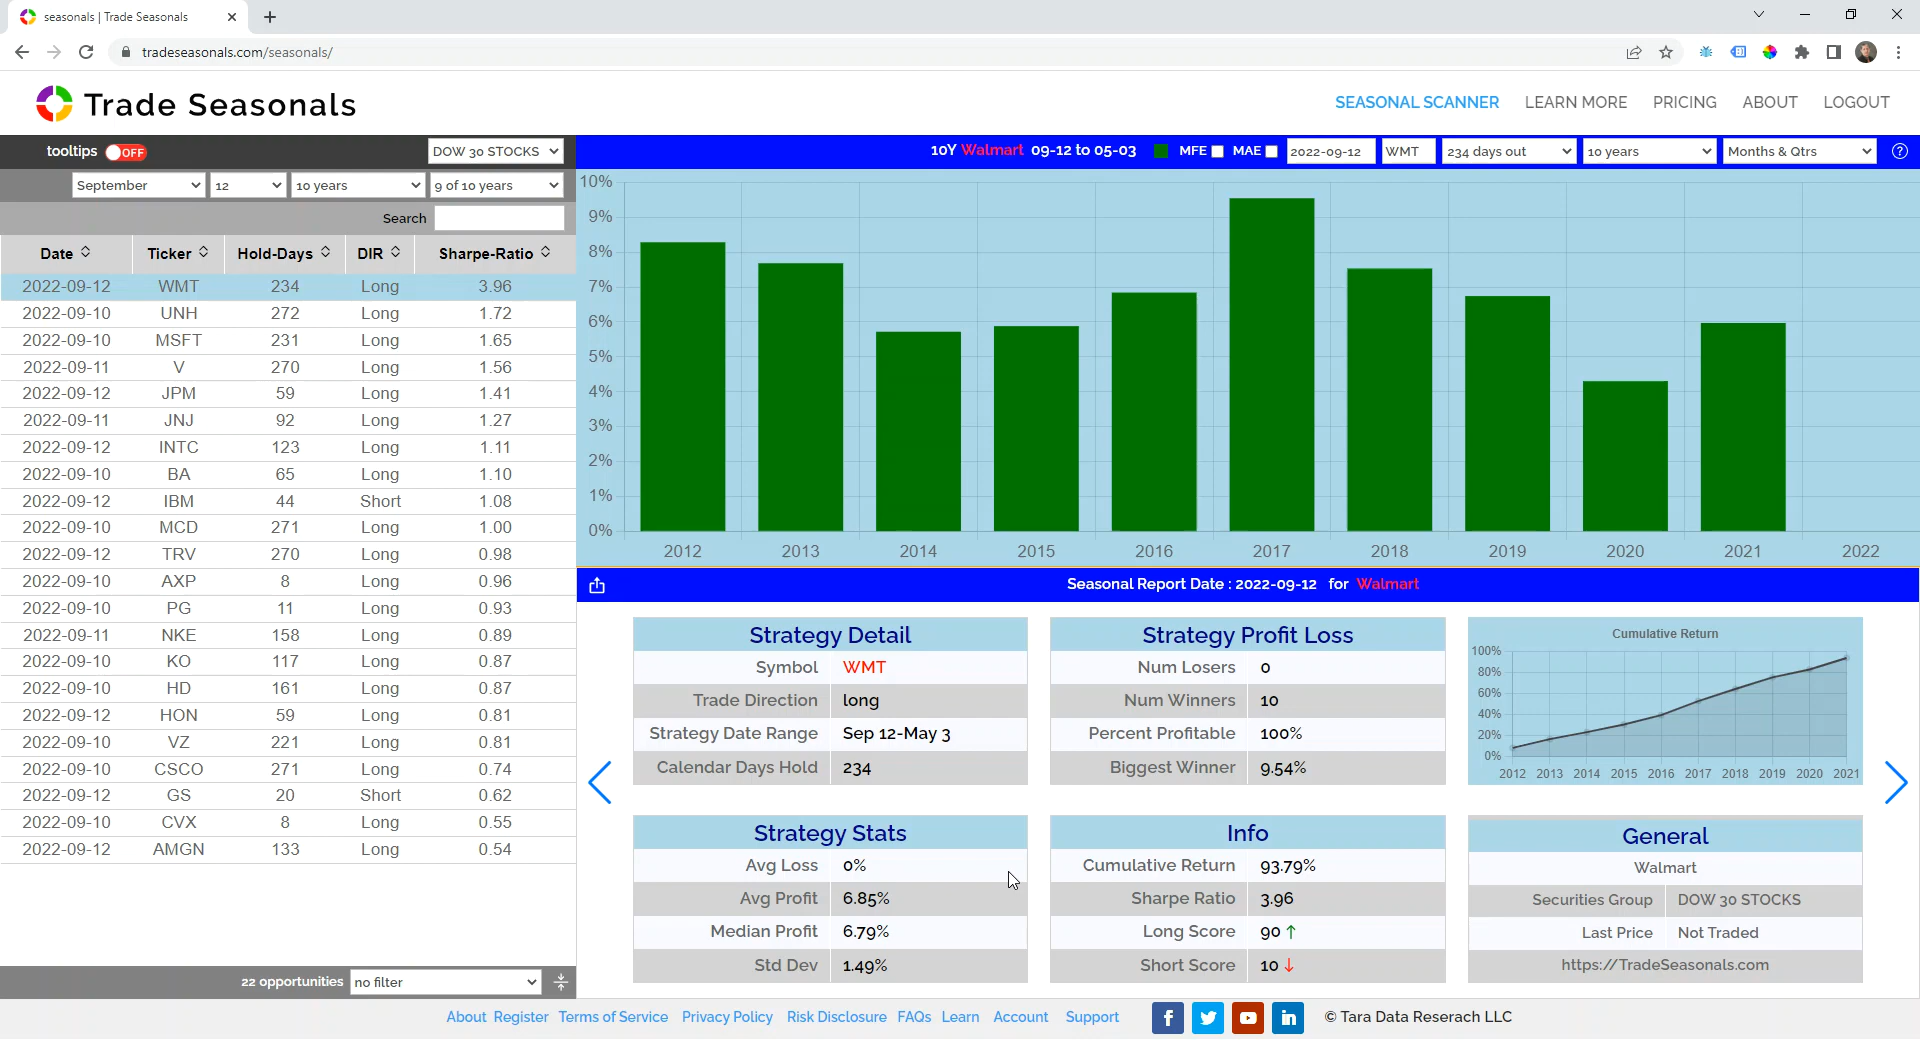 seasonals | Trade Seasonals
tradeseasonals.com/seasonals/
Trade Seasonals
SEASONAL SCANNER LEARN MORE PRICING ABOUT LOGOUT
tooltips OFF DOW 30 STOCKS
10Y Walmart 09-12 to 05-03 MFE MAE 2022-09-12 WMT 234 days out 10 years Months & Qtrs ?
September 12 10 years 9 of 10 years
Search
Date Ticker Hold-Days DIR Sharpe-Ratio
2022-09-12 WMT 234 Long 3.96
2022-09-10 UNH 272 Long 1.72
2022-09-10 MSFT 231 Long 1.65
2022-09-11 V 270 Long 1.56
2022-09-12 JPM 59 Long 1.41
2022-09-11 JNJ 92 Long 1.27
2022-09-12 INTC 123 Long 1.11
2022-09-10 BA 65 Long 1.10
2022-09-12 IBM 44 Short 1.08
2022-09-10 MCD 271 Long 1.00
2022-09-12 TRV 270 Long 0.98
2022-09-10 AXP 8 Long 0.96
2022-09-10 PG 11 Long 0.93
2022-09-11 NKE 158 Long 0.89
2022-09-10 KO 117 Long 0.87
2022-09-10 HD 161 Long 0.87
2022-09-12 HON 59 Long 0.81
2022-09-10 VZ 221 Long 0.81
2022-09-10 CSCO 271 Long 0.74
2022-09-12 GS 20 Short 0.62
2022-09-10 CVX 8 Long 0.55
2022-09-12 AMGN 133 Long 0.54
22 opportunities no filter
10%
9%
8%
7%
6%
5%
4%
3%
2%
1%
0%
2012 2013 2014 2015 2016 2017 2018 2019 2020 2021 2022
Seasonal Report Date : 2022-09-12 for Walmart
Strategy Detail
Symbol WMT
Trade Direction long
Strategy Date Range Sep 12-May 3
Calendar Days Hold 234
Strategy Profit Loss
Num Losers 0
Num Winners 10
Percent Profitable 100%
Biggest Winner 9.54%
Cumulative Return
100%
80%
60%
40%
20%
0%
2012 2013 2014 2015 2016 2017 2018 2019 2020 2021
Strategy Stats
Avg Loss 0%
Avg Profit 6.85%
Median Profit 6.79%
Std Dev 1.49%
Info
Cumulative Return 93.79%
Sharpe Ratio 3.96
Long Score 90 ↑
Short Score 10 ↓
General
Walmart
Securities Group DOW 30 STOCKS
Last Price Not Traded
https://TradeSeasonals.com
About Register Terms of Service Privacy Policy Risk Disclosure FAQs Learn Account Support © Tara Data Reserach LLC